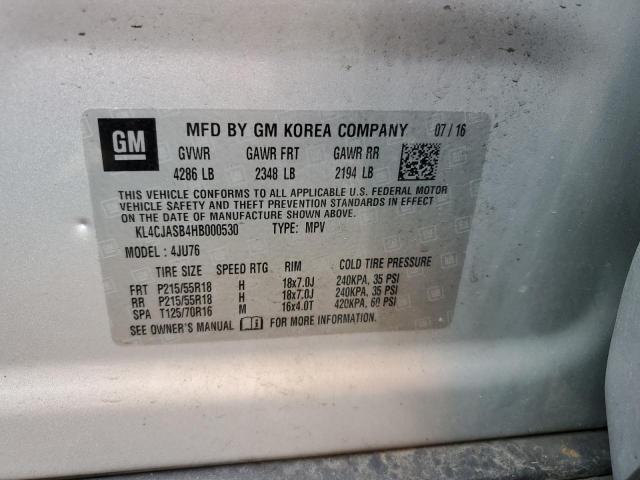 GM MFD BY GM KOREA COMPANY 07/16
GVWR GAWR FRT GAWR RR
4286 LB 2348 LB 2194 LB
THIS VEHICLE CONFORMS TO ALL APPLICABLE U.S. FEDERAL MOTOR
VEHICLE SAFETY AND THEFT PREVENTION STANDARDS IN EFFECT
ON THE DATE OF MANUFACTURE SHOWN ABOVE.
KL4CJASB4HB000530 TYPE: MPV
MODEL: 4JU76
TIRE SIZE SPEED RTG RIM COLD TIRE PRESSURE
FRT P215/55R18 H 18x7.0J 240KPA, 35 PSI
RR P215/55R18 H 18x7.0J 240KPA, 35 PSI
SPA T125/70R16 M 16x4.0T 420KPA, 60 PSI
SEE OWNER'S MANUAL FOR MORE INFORMATION